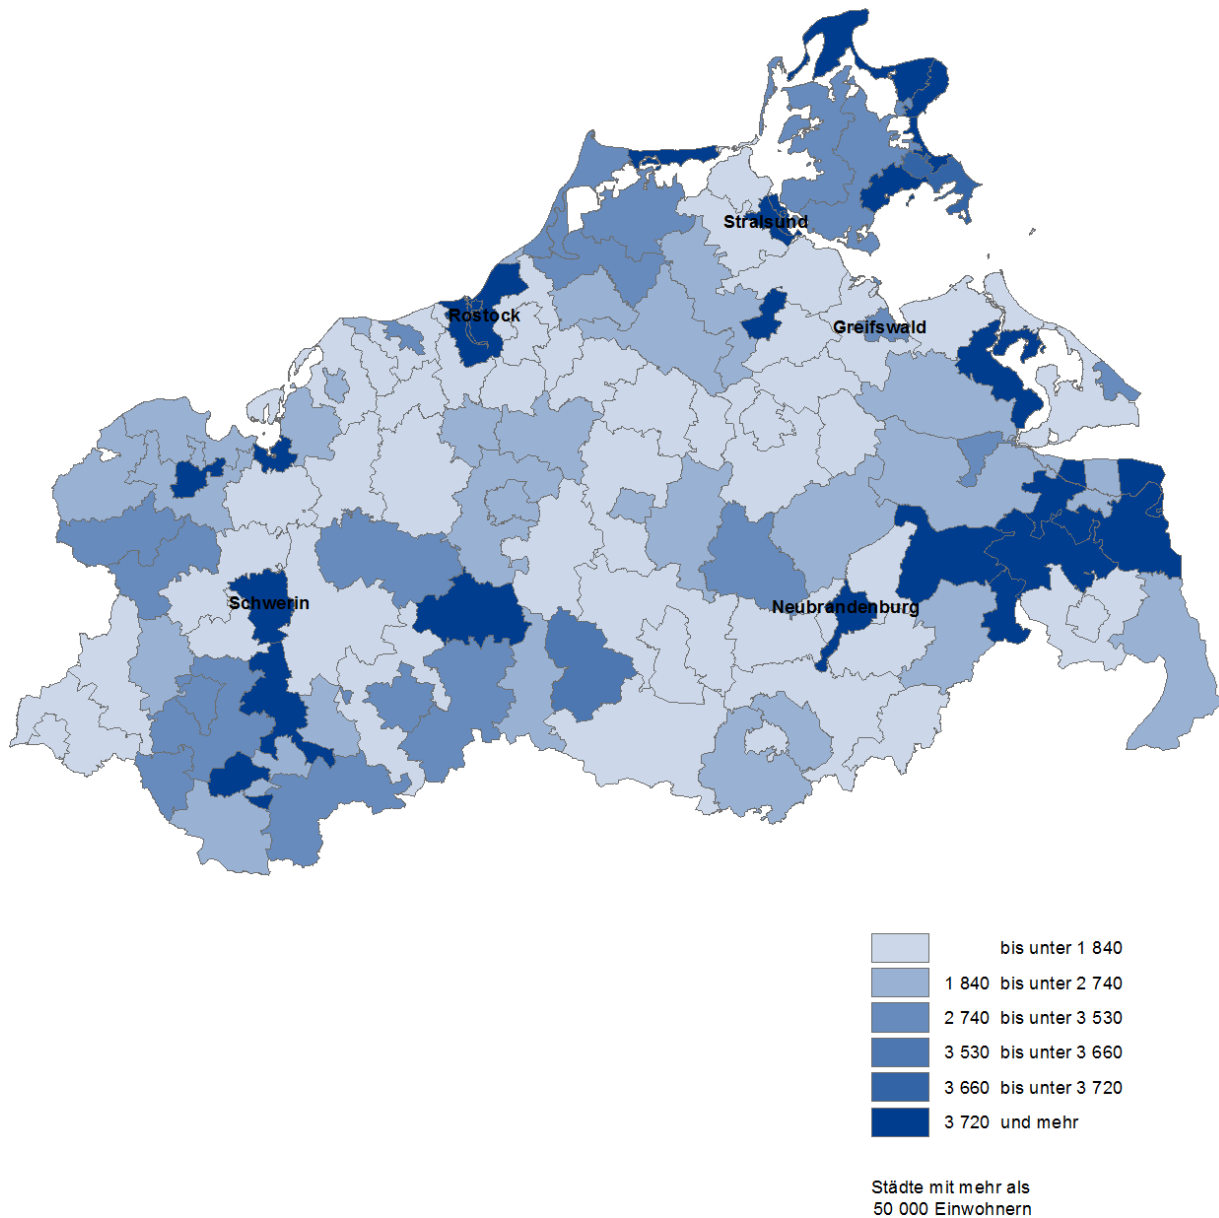 Stralsund
Rostock
Greifswald
Schwerin
Neubrandenburg
bis unter 1 840
1 840 bis unter 2 740
2 740 bis unter 3 530
3 530 bis unter 3 660
3 660 bis unter 3 720
3 720 und mehr
Städte mit mehr als
50 000 Einwohnern